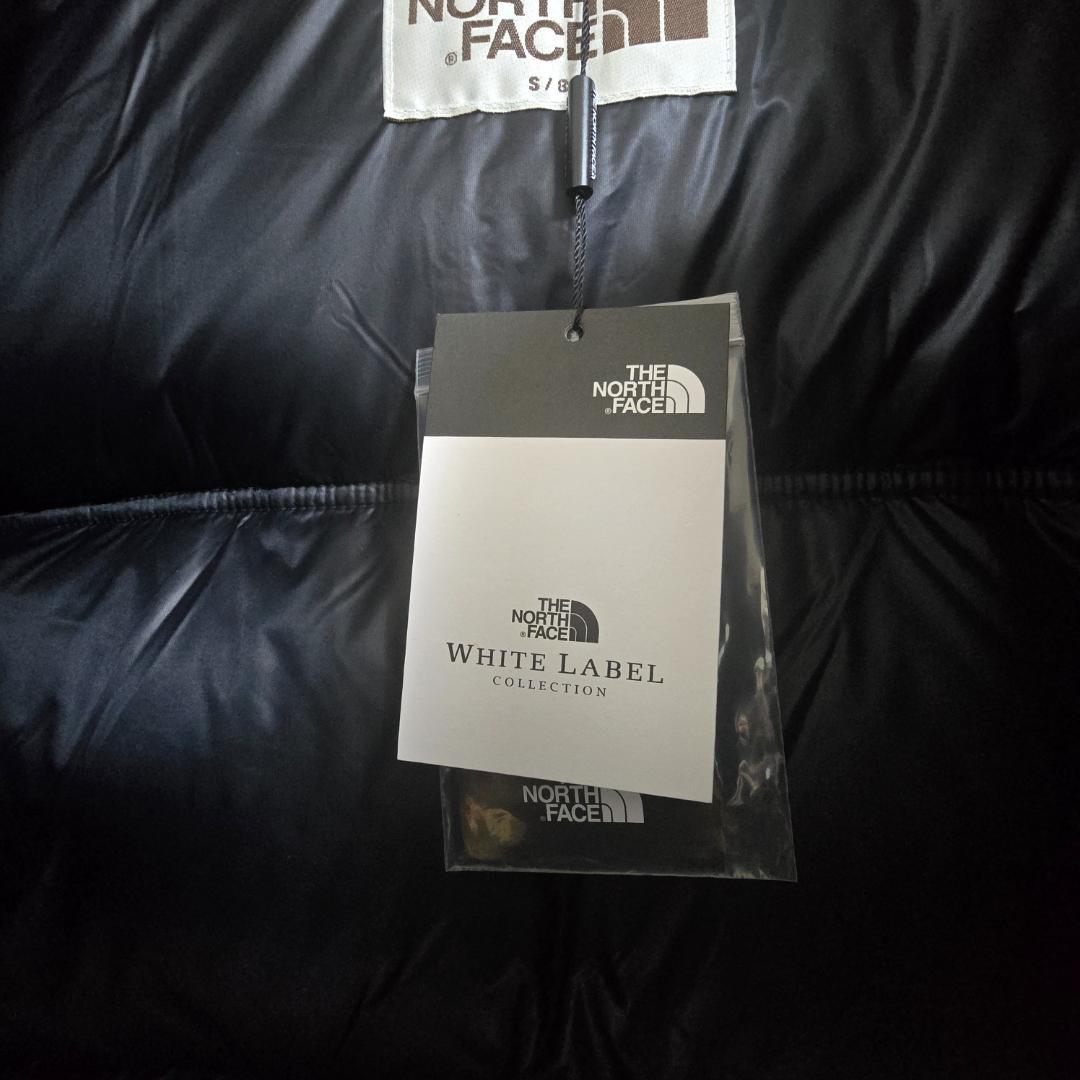 NORTH
®FACE
S/8
THE
NORTH
®FACE
THE
NORTH
®FACE
WHITE LABEL
COLLECTION
NORTH
®FACE